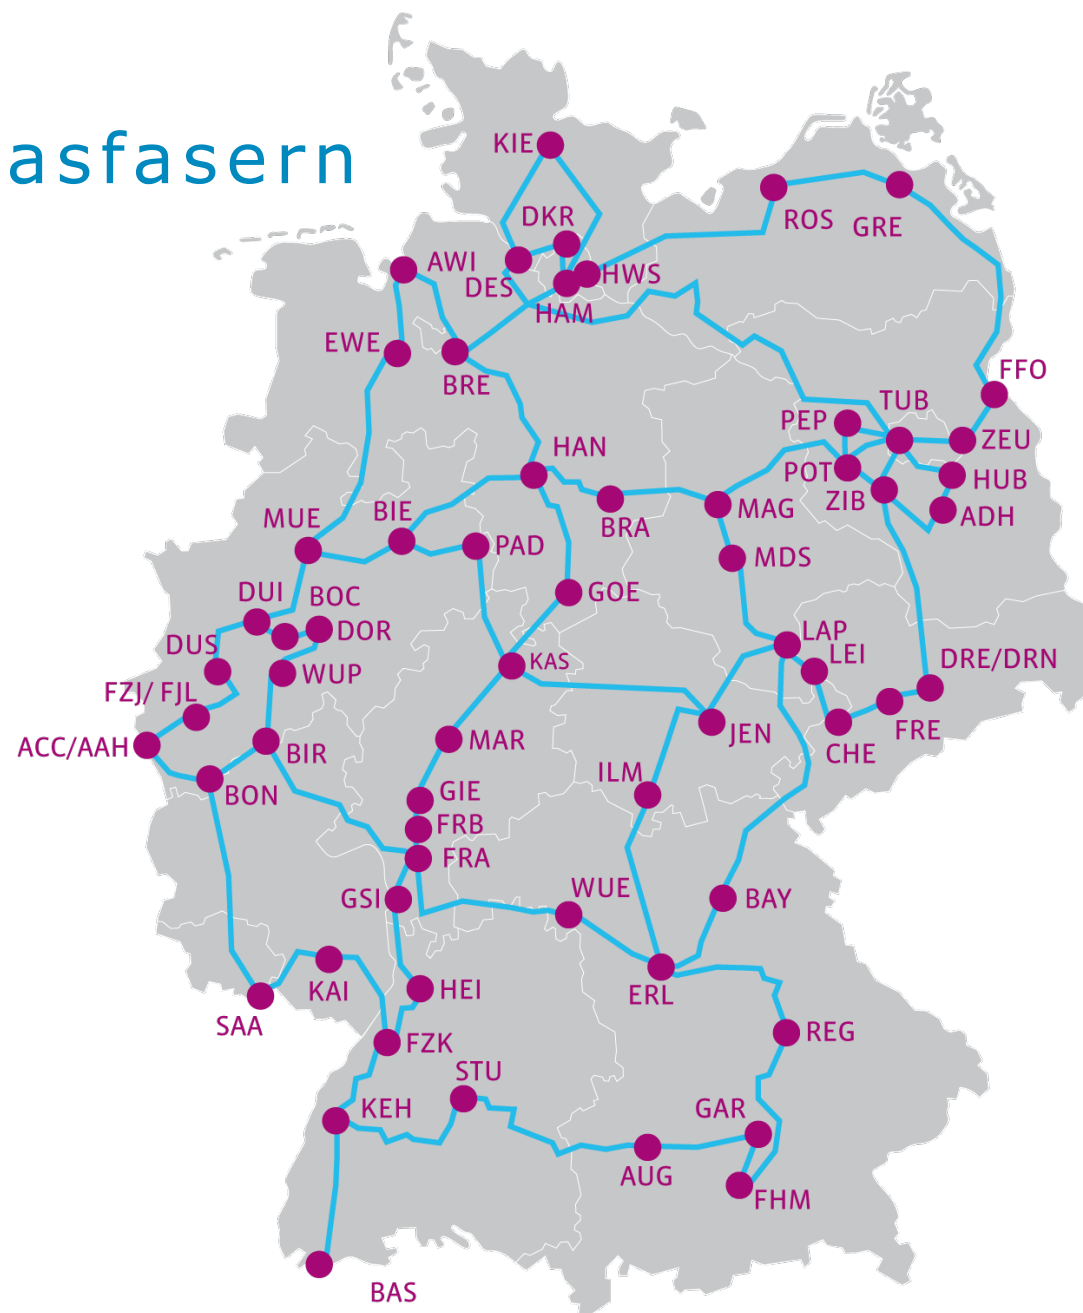 asfasern
KIE
DKR
ROS
GRE
AWI
DES
HWS
HAM
EWE
BRE
FFO
TUB
PEP
ZEU
HAN
POT
HUB
ZIB
MUE
BIE
BRA
MAG
ADH
PAD
MDS
DUI
BOC
GOE
DOR
LAP
DUS
WUP
KAS
LEI
DRE/DRN
FZJ/ FJL
ACC/AAH
BIR
MAR
JEN
CHE
FRE
BON
GIE
ILM
FRB
FRA
GSI
WUE
BAY
KAI
HEI
ERL
SAA
FZK
REG
STU
KEH
GAR
AUG
FHM
BAS